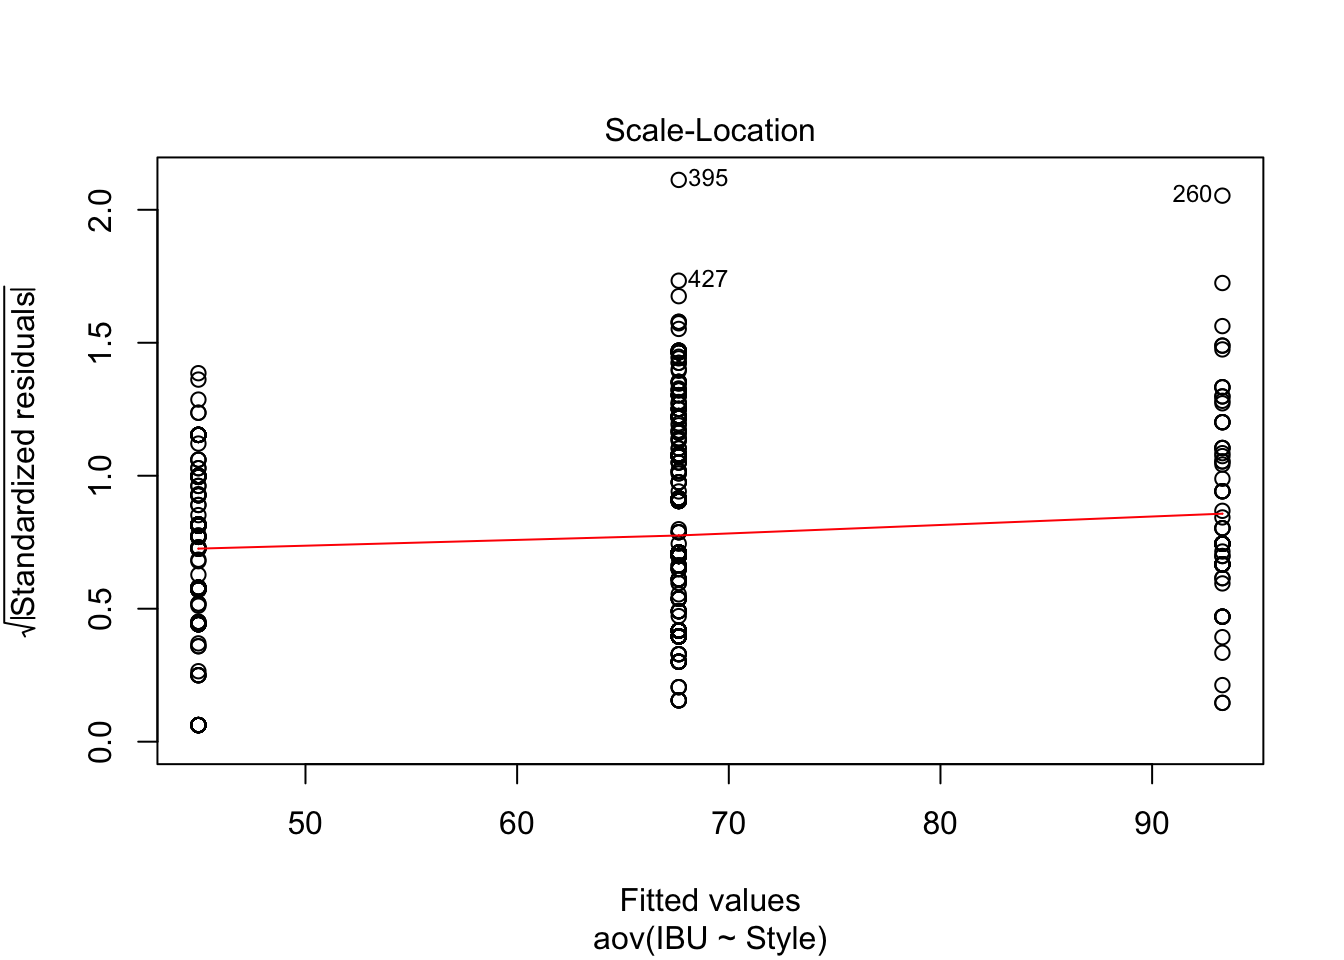 Scale-Location
√|Standardized residuals|
2.0
1.5
1.0
0.5
0.0
395
260
427
50 60 70 80 90
Fitted values
aov(IBU ~ Style)